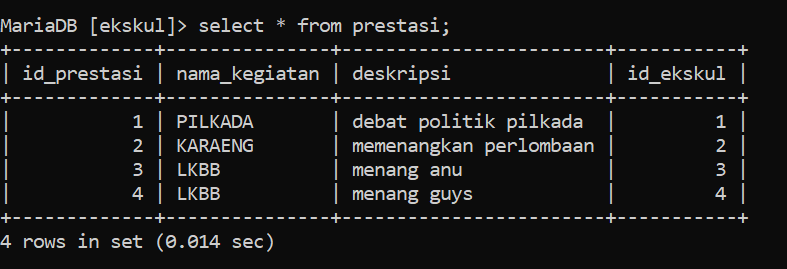 MariaDB [ekskul]> select * from prestasi;
+-------------+---------------+------------------------+-----------+
| id_prestasi | nama_kegiatan | deskripsi              | id_ekskul |
+-------------+---------------+------------------------+-----------+
|           1 | PILKADA       | debat politik pilkada  |         1 |
|           2 | KARAENG       | memenangkan perlombaan |         2 |
|           3 | LKBB          | menang anu             |         3 |
|           4 | LKBB          | menang guys            |         4 |
+-------------+---------------+------------------------+-----------+
4 rows in set (0.014 sec)